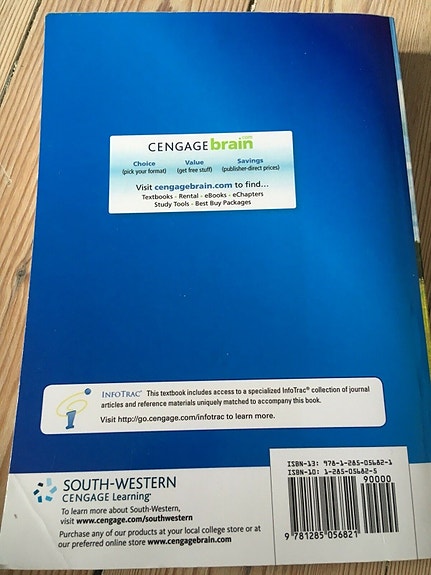 CENGAGEbrain.com
Choice Value Savings
(pick your format) (get free stuff) (publisher-direct prices)
Visit cengagebrain.com to find...
Textbooks - Rental - eBooks - eChapters
Study Tools - Best Buy Packages
INFOTRAC® This textbook includes access to a specialized InfoTrac® collection of journal
articles and reference materials uniquely matched to accompany this book.
Visit http://go.cengage.com/infotrac to learn more.
SOUTH-WESTERN
CENGAGE Learning®
To learn more about South-Western,
visit www.cengage.com/southwestern
Purchase any of our products at your local college store or at
our preferred online store www.cengagebrain.com
ISBN-13: 978-1-285-05682-1
ISBN-10: 1-285-05682-5
90000
9 781285 056821